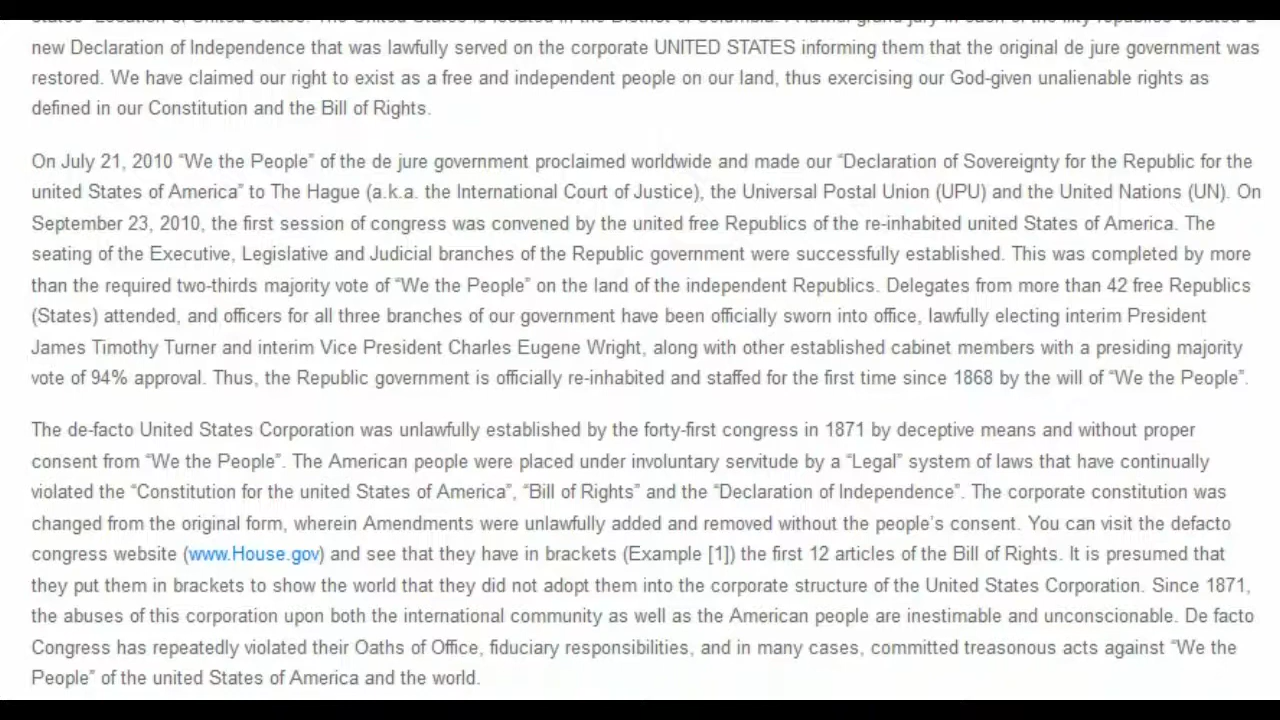 new Declaration of Independence that was lawfully served on the corporate UNITED STATES informing them that the original de jure government was
restored. We have claimed our right to exist as a free and independent people on our land, thus exercising our God-given unalienable rights as
defined in our Constitution and the Bill of Rights.
On July 21, 2010 “We the People” of the de jure government proclaimed worldwide and made our “Declaration of Sovereignty for the Republic for the
united States of America” to The Hague (a.k.a. the International Court of Justice), the Universal Postal Union (UPU) and the United Nations (UN). On
September 23, 2010, the first session of congress was convened by the united free Republics of the re-inhabited united States of America. The
seating of the Executive, Legislative and Judicial branches of the Republic government were successfully established. This was completed by more
than the required two-thirds majority vote of “We the People” on the land of the independent Republics. Delegates from more than 42 free Republics
(States) attended, and officers for all three branches of our government have been officially sworn into office, lawfully electing interim President
James Timothy Turner and interim Vice President Charles Eugene Wright, along with other established cabinet members with a presiding majority
vote of 94% approval. Thus, the Republic government is officially re-inhabited and staffed for the first time since 1868 by the will of “We the People”.
The de-facto United States Corporation was unlawfully established by the forty-first congress in 1871 by deceptive means and without proper
consent from “We the People”. The American people were placed under involuntary servitude by a “Legal” system of laws that have continually
violated the “Constitution for the united States of America”, “Bill of Rights” and the “Declaration of Independence”. The corporate constitution was
changed from the original form, wherein Amendments were unlawfully added and removed without the people’s consent. You can visit the defacto
congress website (www.House.gov) and see that they have in brackets (Example [1]) the first 12 articles of the Bill of Rights. It is presumed that
they put them in brackets to show the world that they did not adopt them into the corporate structure of the United States Corporation. Since 1871,
the abuses of this corporation upon both the international community as well as the American people are inestimable and unconscionable. De facto
Congress has repeatedly violated their Oaths of Office, fiduciary responsibilities, and in many cases, committed treasonous acts against “We the
People” of the united States of America and the world.